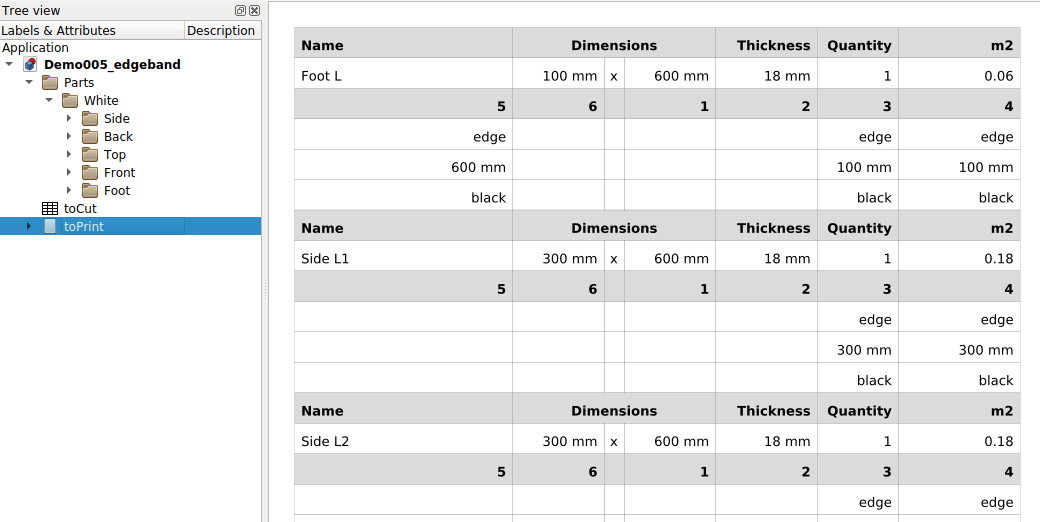 Tree view
Labels & Attributes Description
Application
Demo005_edgeband
Parts
White
Side
Back
Top
Front
Foot
toCut
toPrint
Name Dimensions Thickness Quantity m2
Foot L 100 mm x 600 mm 18 mm 1 0.06
5 6 1 2 3 4
edge edge edge
600 mm 100 mm 100 mm
black black black
Name Dimensions Thickness Quantity m2
Side L1 300 mm x 600 mm 18 mm 1 0.18
5 6 1 2 3 4
edge edge
300 mm 300 mm
black black
Name Dimensions Thickness Quantity m2
Side L2 300 mm x 600 mm 18 mm 1 0.18
5 6 1 2 3 4
edge edge